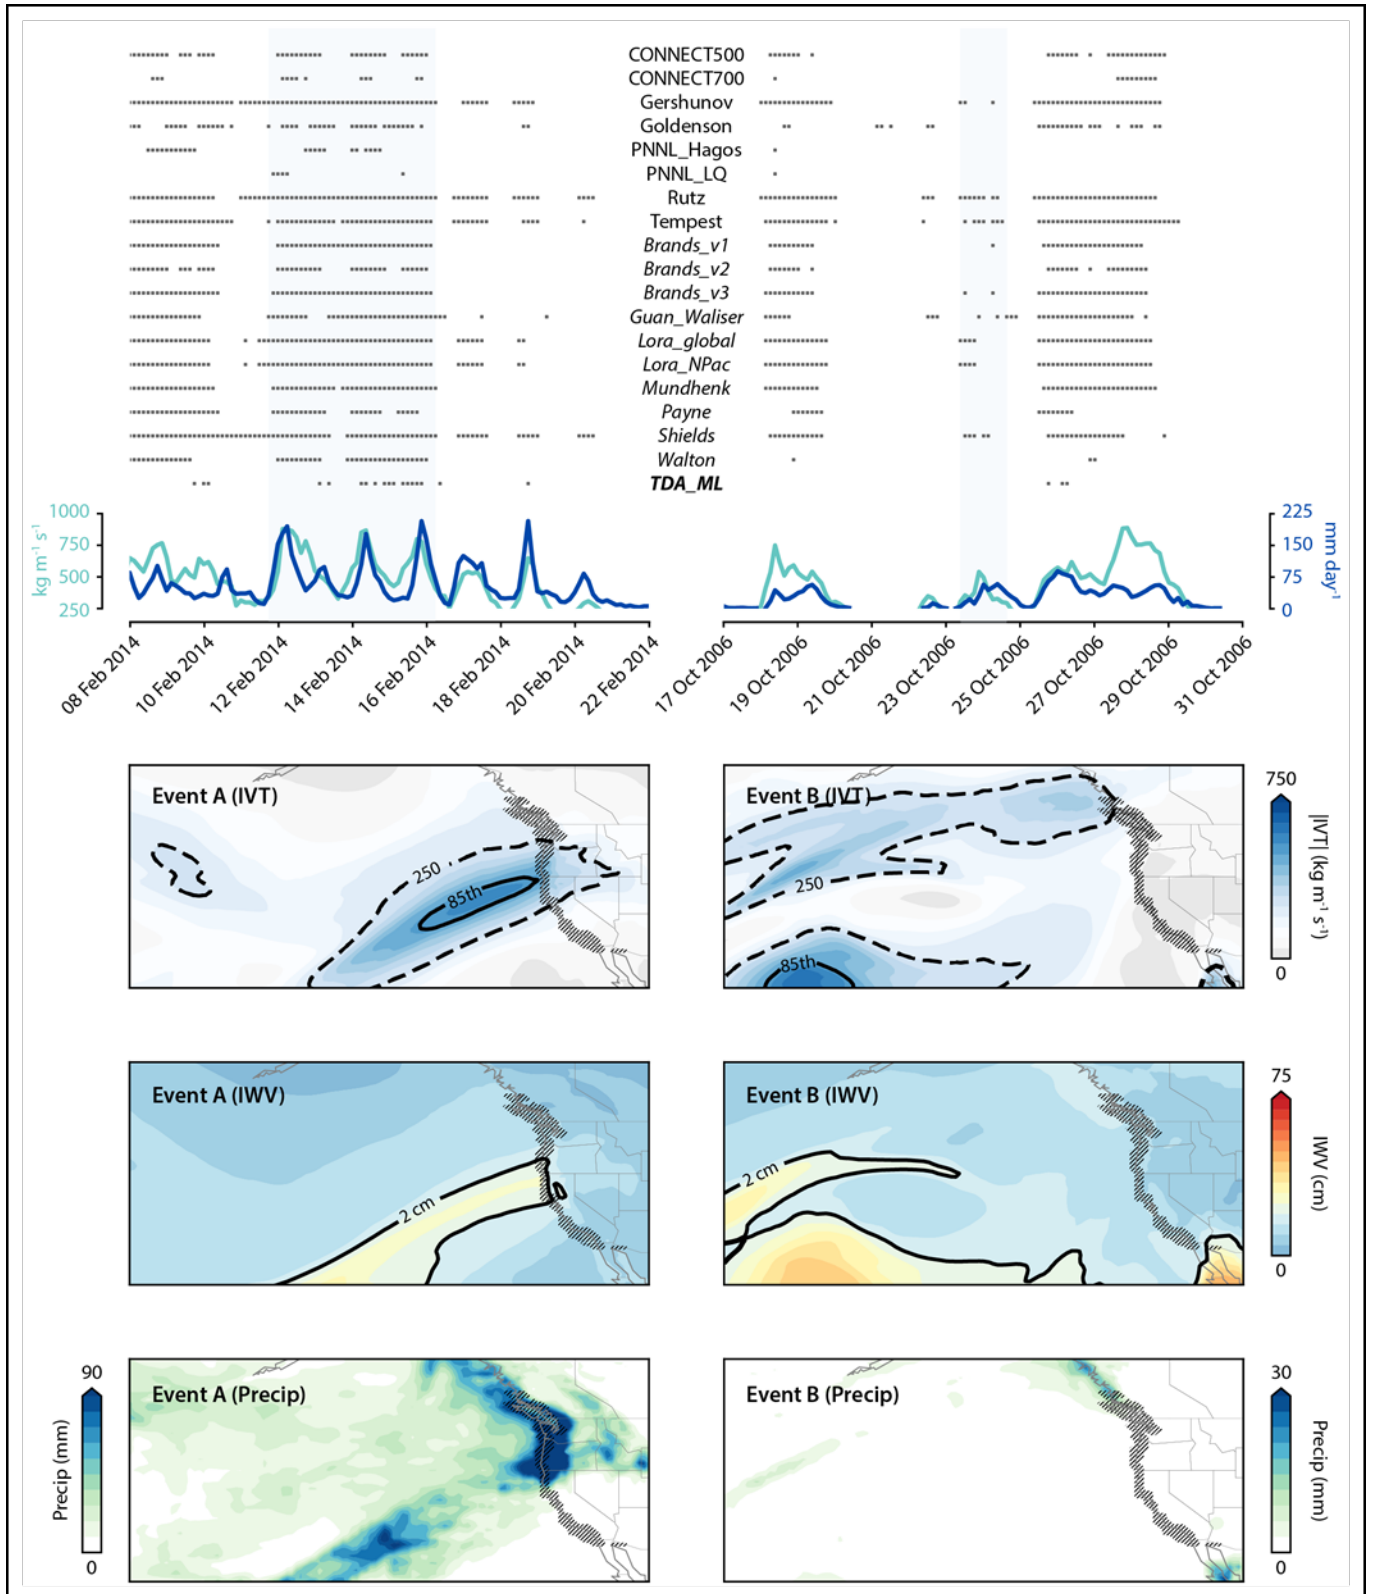 CONNECT500
CONNECT700
Gershunov
Goldenson
PNNL_Hagos
PNNL_LQ
Rutz
Tempest
Brands_v1
Brands_v2
Brands_v3
Guan_Waliser
Lora_global
Lora_NPac
Mundhenk
Payne
Shields
Walton
TDA_ML
1000
750
500
250
kg m⁻¹ s⁻¹
225
150
75
0
mm day⁻¹
08 Feb 2014
10 Feb 2014
12 Feb 2014
14 Feb 2014
16 Feb 2014
18 Feb 2014
20 Feb 2014
22 Feb 2014
17 Oct 2006
19 Oct 2006
21 Oct 2006
23 Oct 2006
25 Oct 2006
27 Oct 2006
29 Oct 2006
31 Oct 2006
Event A (IVT)
250
85th
Event B (IVT)
250
85th
750
|IVT| (kg m⁻¹ s⁻¹)
0
Event A (IWV)
2 cm
Event B (IWV)
2 cm
75
IWV (cm)
0
90
Precip (mm)
0
Event A (Precip)
Event B (Precip)
30
Precip (mm)
0